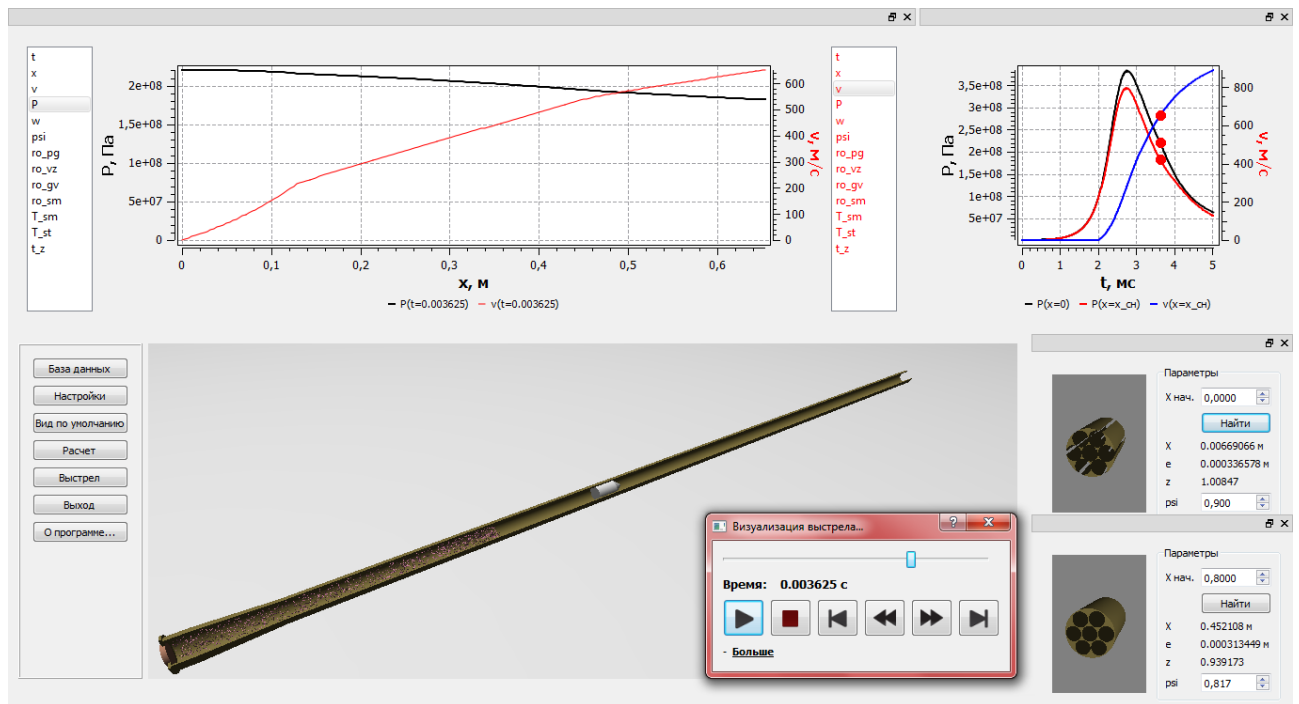 t
x
v
P
w
psi
ro_pg
ro_vz
ro_gv
ro_sm
T_sm
T_st
t_z
P, Па
2e+08
1,5e+08
1e+08
5e+07
0
0
0,1
0,2
0,3
0,4
0,5
0,6
x, м
600
500
400
300
200
100
0
v, м/с
P(t=0.003625)
v(t=0.003625)
t
x
v
P
w
psi
ro_pg
ro_vz
ro_gv
ro_sm
T_sm
T_st
t_z
P, Па
3,5e+08
3e+08
2,5e+08
2e+08
1,5e+08
1e+08
5e+07
0
0 1 2 3 4 5
t, мс
800
600
400
200
0
v, м/с
P(x=0)
P(x=x_сн)
v(x=x_сн)
База данных
Настройки
Вид по умолчанию
Расчет
Выстрел
Выход
О программе...
Визуализация выстрела...
Время: 0.003625 с
- Больше
Параметры
X нач. 0,0000
Найти
X 0.00669066 м
e 0.000336578 м
z 1.00847
psi 0,900
Параметры
X нач. 0,8000
Найти
X 0.452108 м
e 0.000313449 м
z 0.939173
psi 0,817